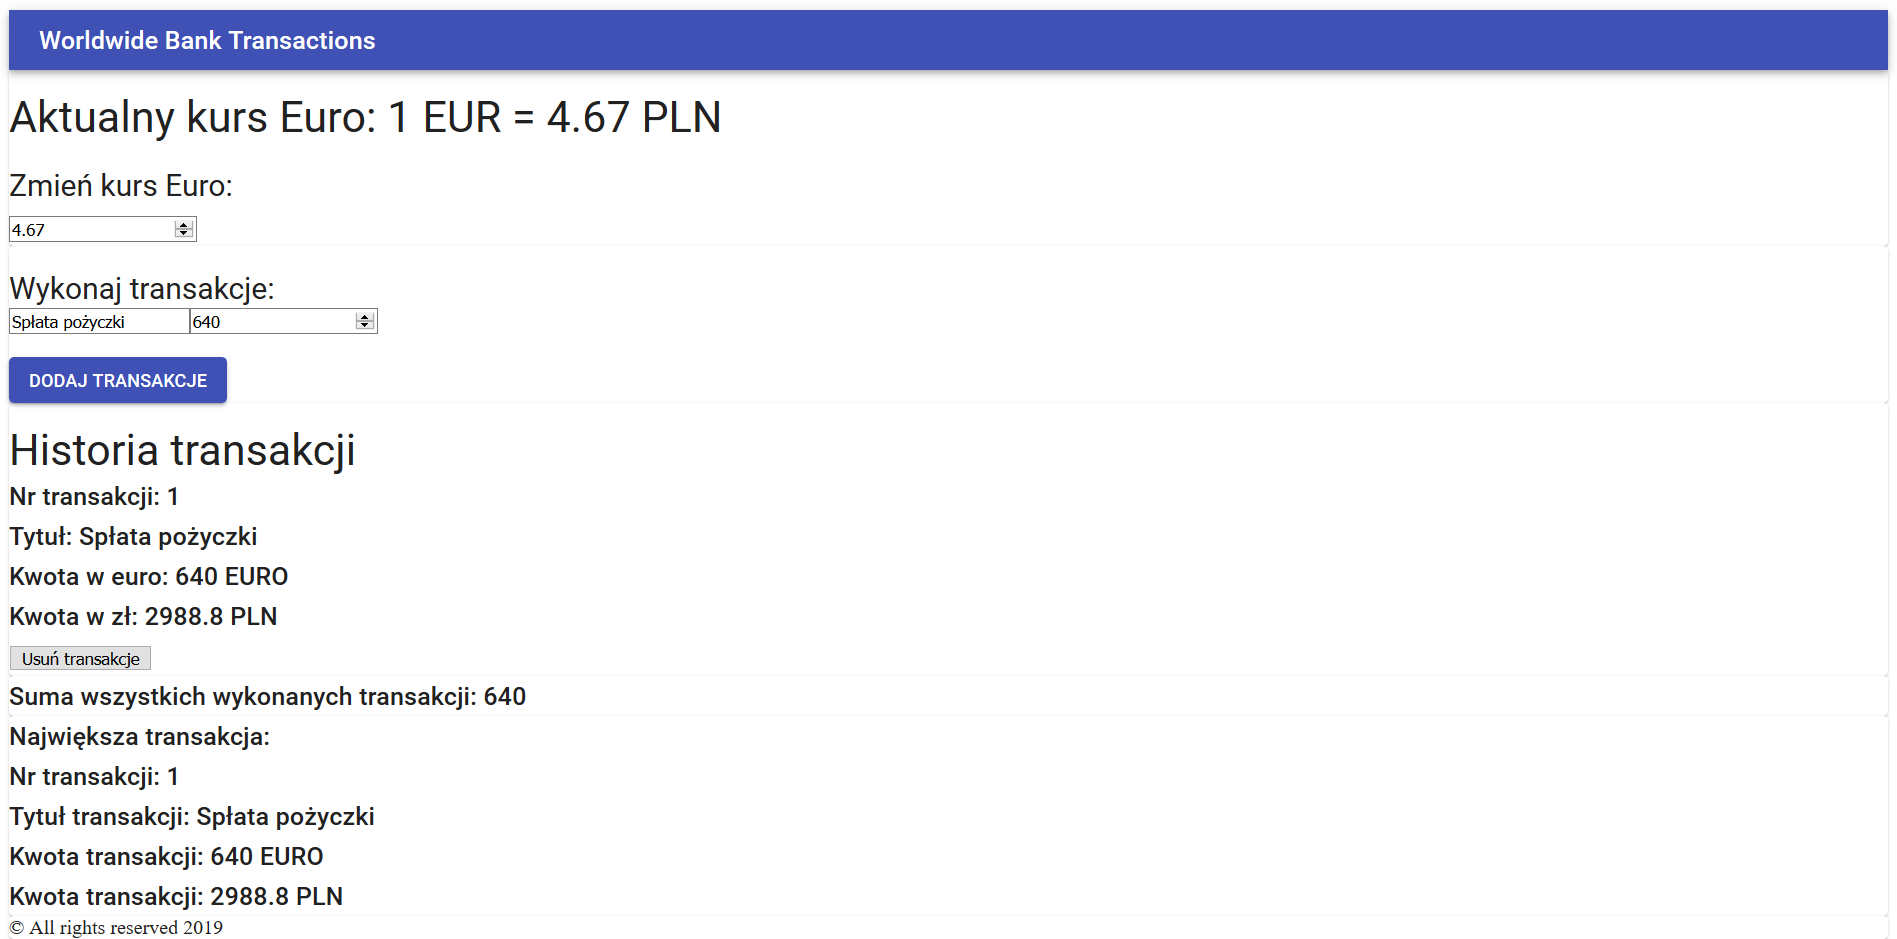 Worldwide Bank Transactions
Aktualny kurs Euro: 1 EUR = 4.67 PLN
Zmień kurs Euro:
4.67
Wykonaj transakcje:
Spłata pożyczki 640
DODAJ TRANSAKCJE
Historia transakcji
Nr transakcji: 1
Tytuł: Spłata pożyczki
Kwota w euro: 640 EURO
Kwota w zł: 2988.8 PLN
Usuń transakcje
Suma wszystkich wykonanych transakcji: 640
Największa transakcja:
Nr transakcji: 1
Tytuł transakcji: Spłata pożyczki
Kwota transakcji: 640 EURO
Kwota transakcji: 2988.8 PLN
© All rights reserved 2019